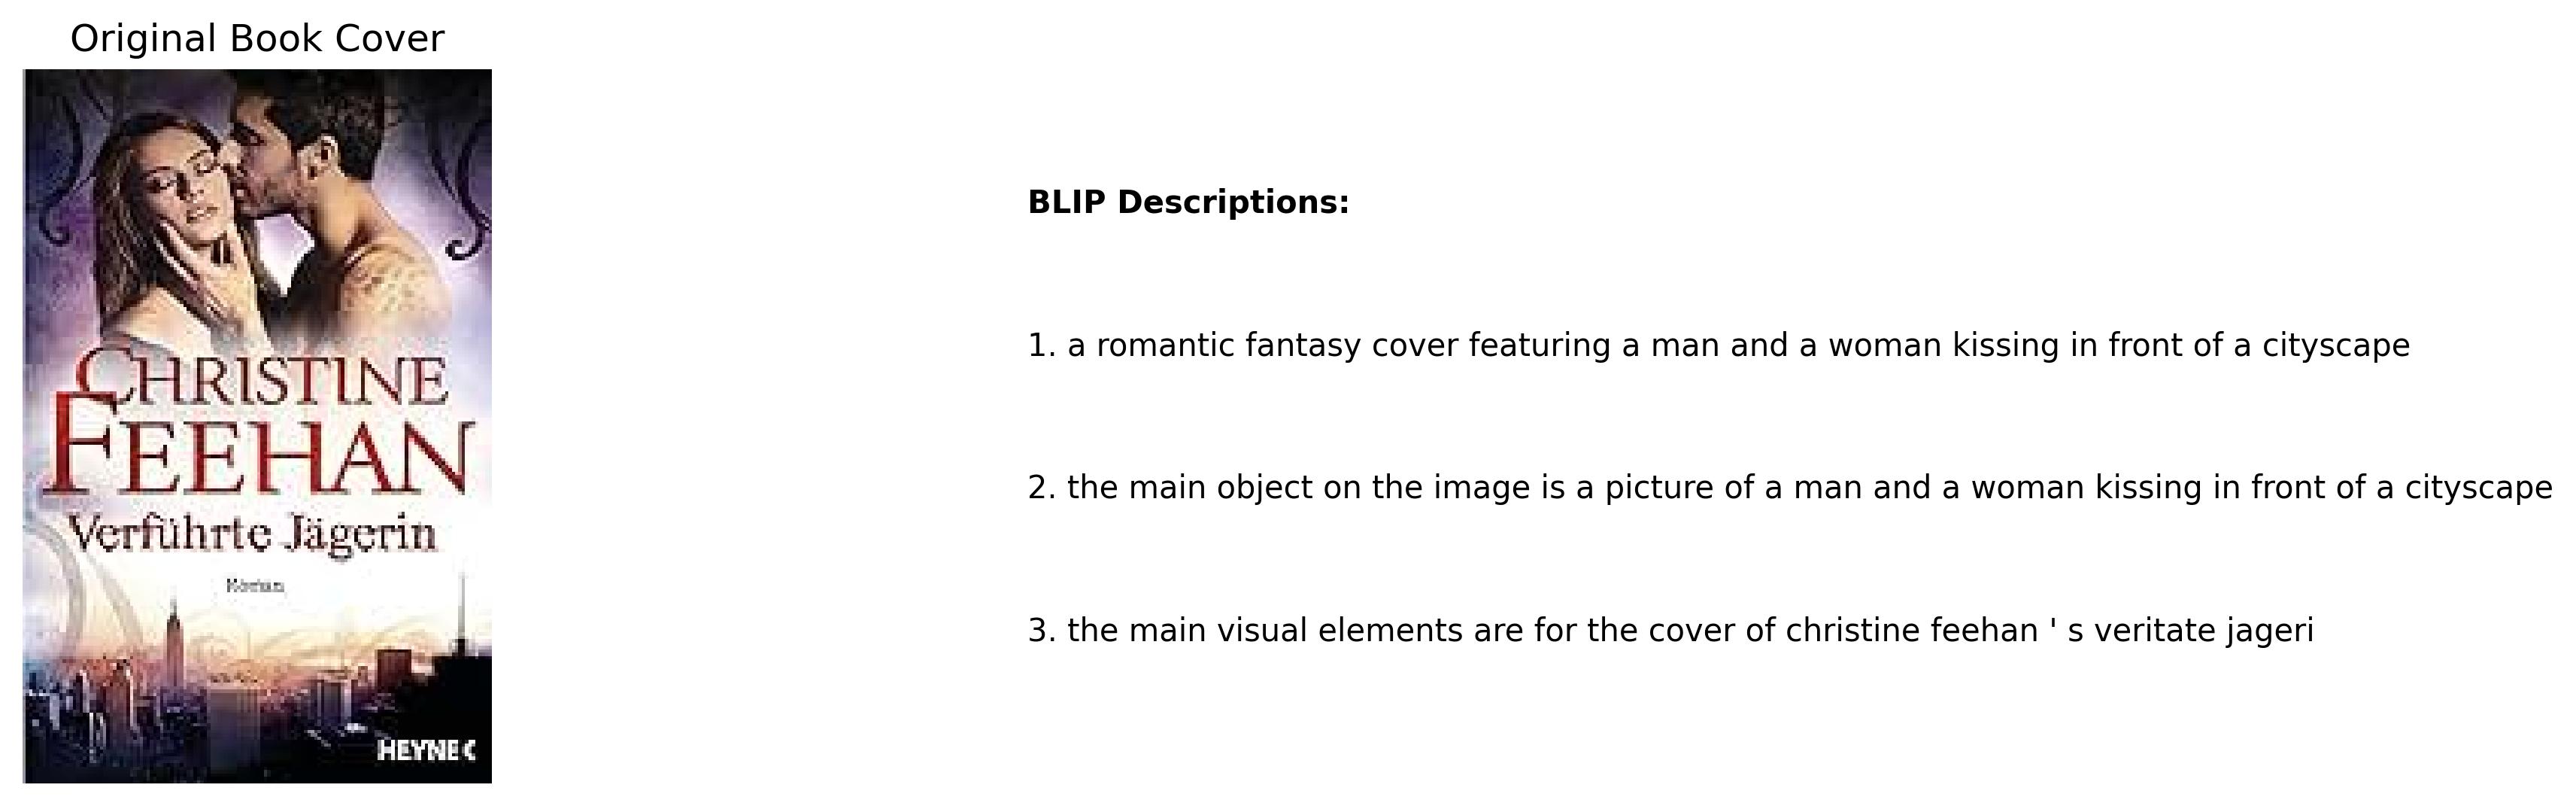 Original Book Cover
CHRISTINE
FEEHAN
Verführte Jägerin
Roman
HEYNE
BLIP Descriptions:
1. a romantic fantasy cover featuring a man and a woman kissing in front of a cityscape
2. the main object on the image is a picture of a man and a woman kissing in front of a cityscape
3. the main visual elements are for the cover of christine feehan ' s veritate jageri